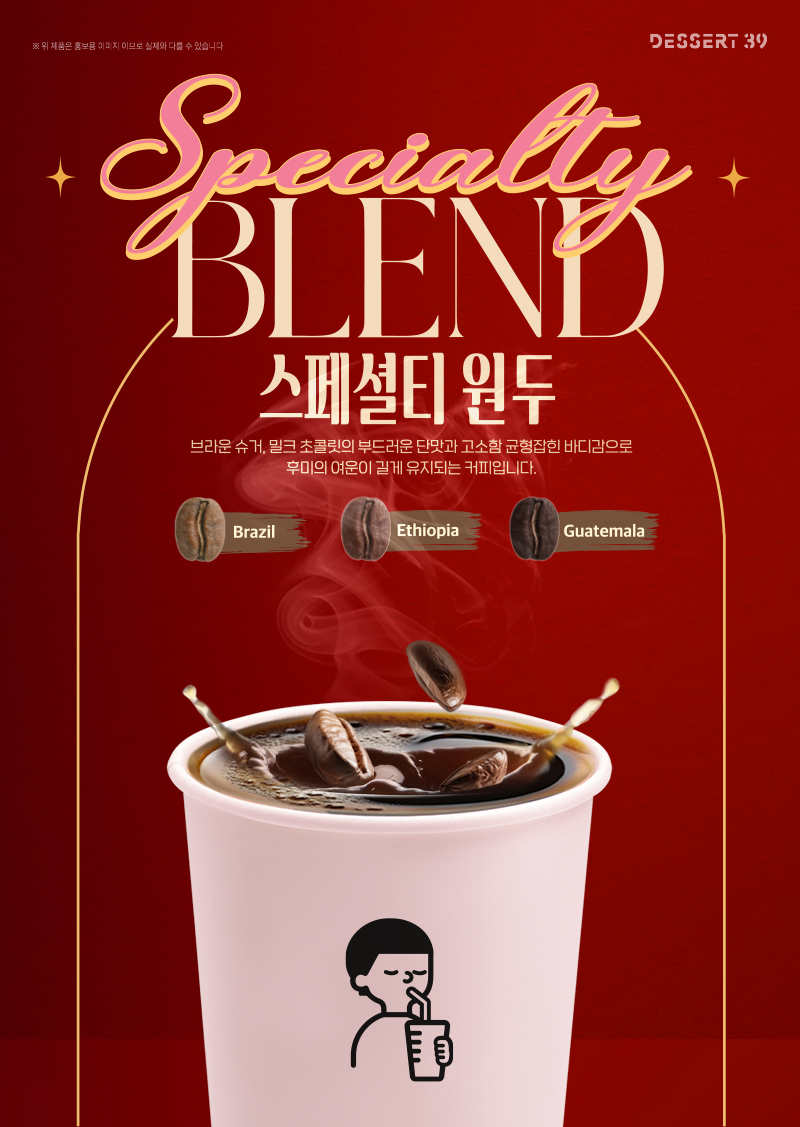 ※ 위 제품은 홍보용 이미지 이므로 실제와 다를 수 있습니다
DESSERT 39
Specialty
BLEND
스페셜티 원두
브라운 슈거, 밀크 초콜릿의 부드러운 단맛과 고소함 균형잡힌 바디감으로
후미의 여운이 길게 유지되는 커피입니다.
Brazil
Ethiopia
Guatemala